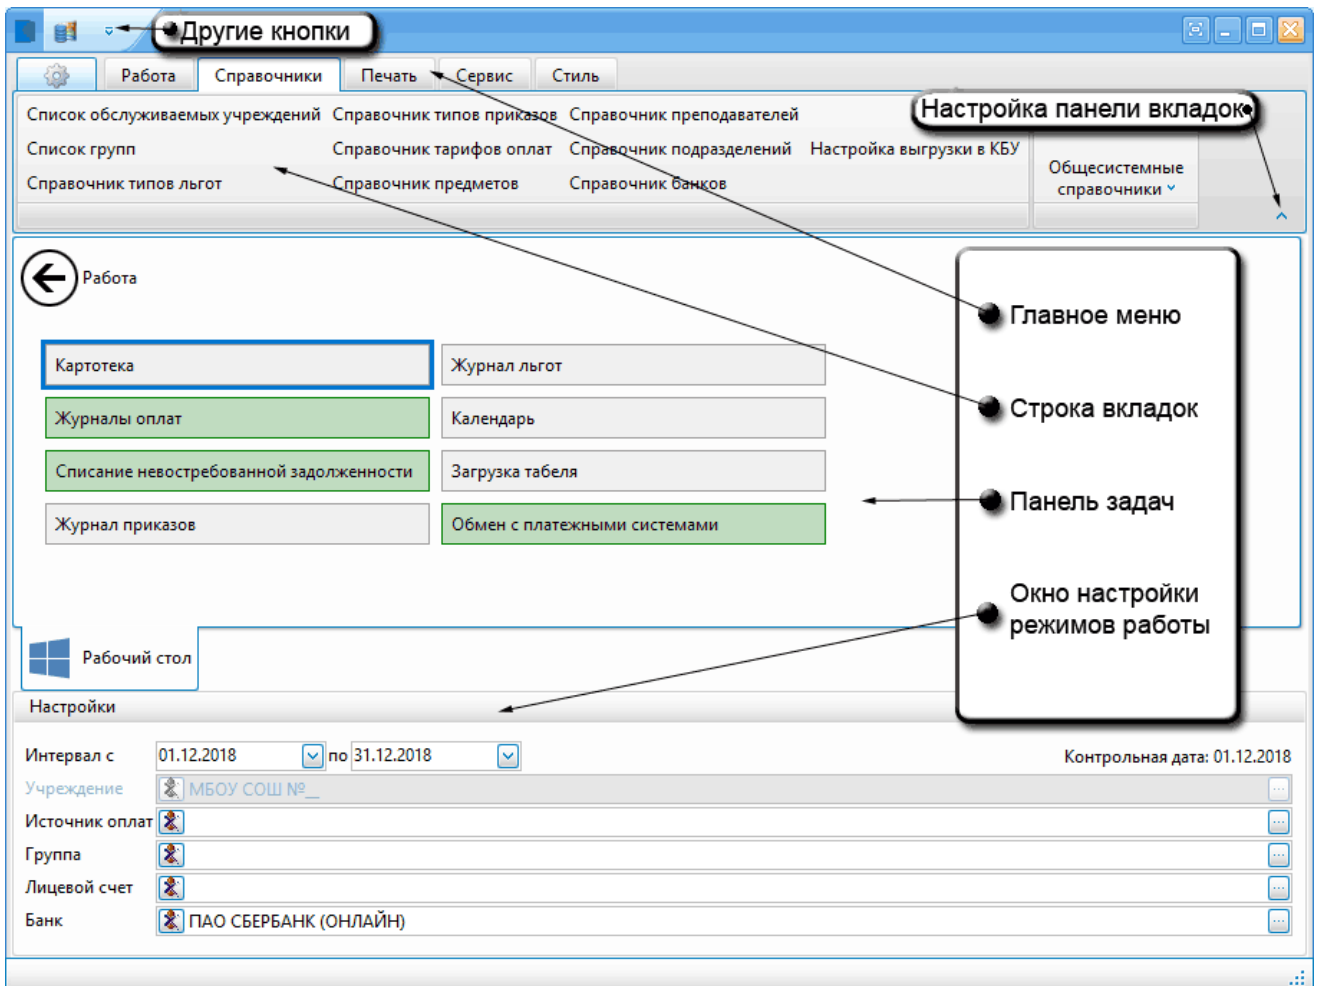 Другие кнопки
Работа Справочники Печать Сервис Стиль
Настройка панели вкладок
Список обслуживаемых учреждений Справочник типов приказов Справочник преподавателей
Список групп Справочник тарифов оплат Справочник подразделений Настройка выгрузки в КБУ
Справочник типов льгот Справочник предметов Справочник банков
Общесистемные
справочники
Работа
Картотека Журнал льгот
Журналы оплат Календарь
Списание невостребованной задолженности Загрузка табеля
Журнал приказов Обмен с платежными системами
Главное меню
Строка вкладок
Панель задач
Окно настройки
режимов работы
Рабочий стол
Настройки
Интервал с 01.12.2018 по 31.12.2018 Контрольная дата: 01.12.2018
Учреждение МБОУ СОШ №__
Источник оплат
Группа
Лицевой счет
Банк ПАО СБЕРБАНК (ОНЛАЙН)